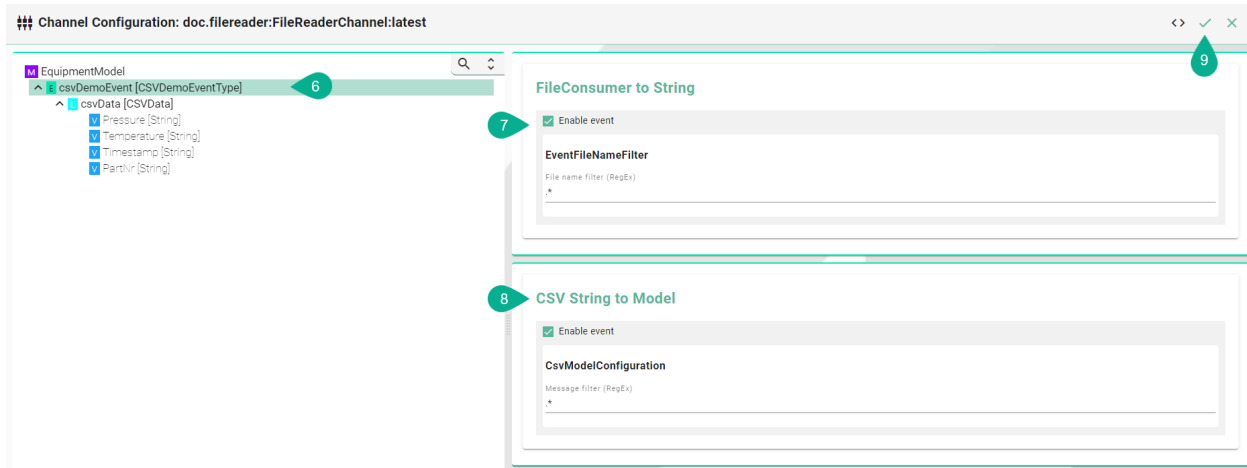 Channel Configuration: doc.filereader:FileReaderChannel:latest
9
M EquipmentModel
E csvDemoEvent [CSVDemoEventType]
6
L csvData [CSVData]
V Pressure [String]
V Temperature [String]
V Timestamp [String]
V PartNr [String]
FileConsumer to String
7
Enable event
EventFileNameFilter
File name filter (RegEx)
.*
8
CSV String to Model
Enable event
CsvModelConfiguration
Message filter (RegEx)
.*